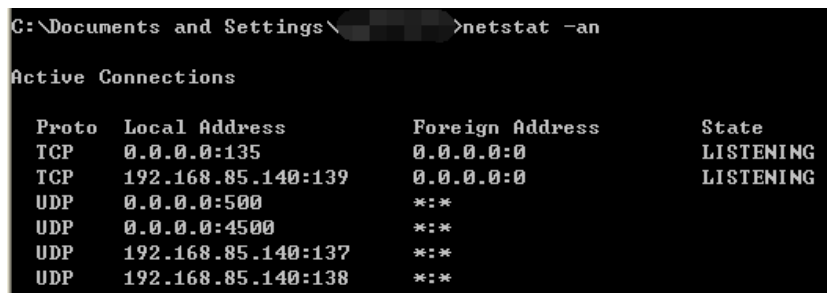 C:\Documents and Settings\ >netstat -an
Active Connections
Proto Local Address Foreign Address State
TCP 0.0.0.0:135 0.0.0.0:0 LISTENING
TCP 192.168.85.140:139 0.0.0.0:0 LISTENING
UDP 0.0.0.0:500 *:*
UDP 0.0.0.0:4500 *:*
UDP 192.168.85.140:137 *:*
UDP 192.168.85.140:138 *:*